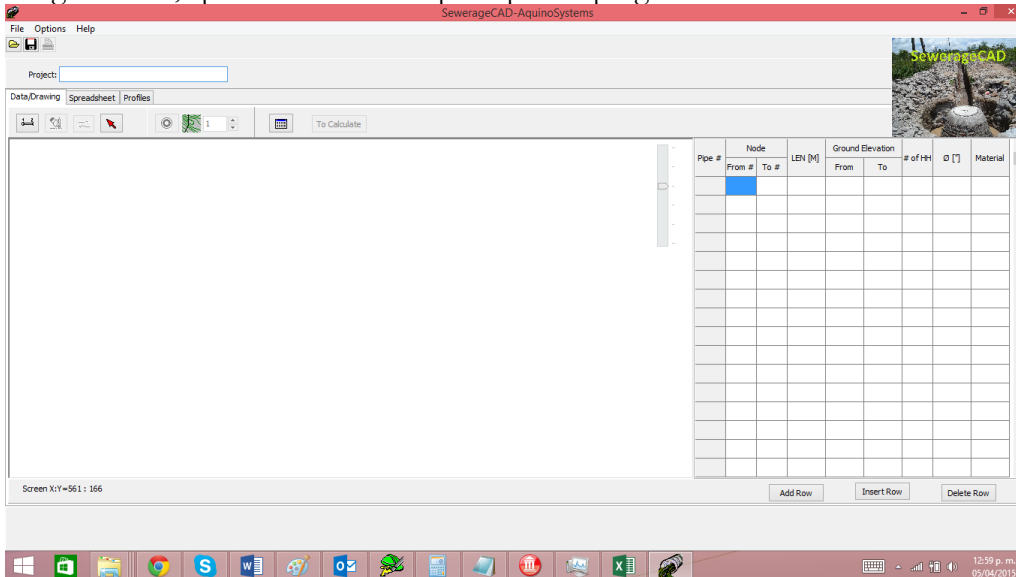 SewerageCAD-AquinoSystems
File Options Help
SewerageCAD
Project:
Data/Drawing Spreadsheet Profiles
1 To Calculate
Pipe # Node LEN [M] Ground Elevation # of HH Ø ["] Material
From # To # From To
Screen X:Y=561 : 166
Add Row Insert Row Delete Row
12:59 p. m.
05/04/2015